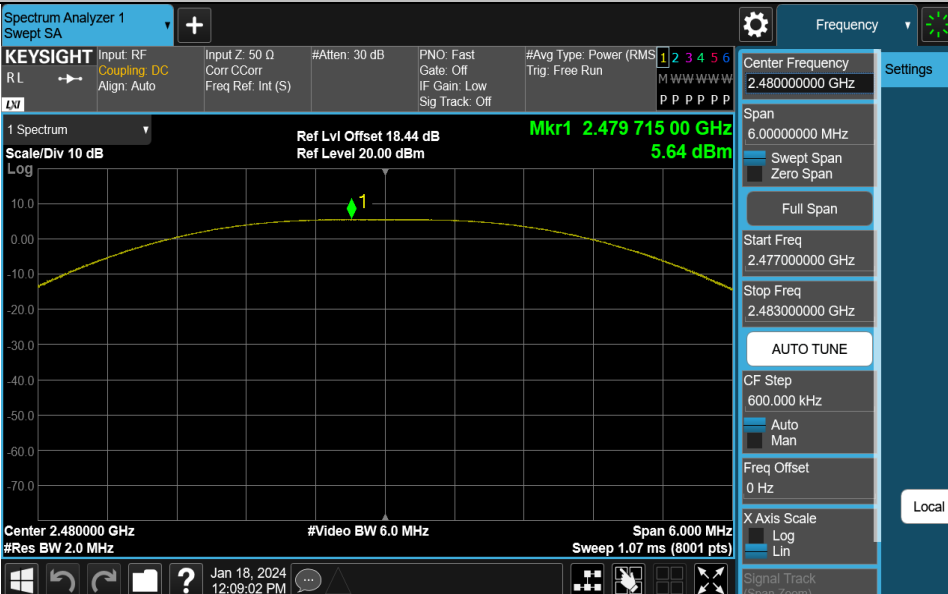 Spectrum Analyzer 1
Swept SA
+
Frequency
KEYSIGHT
RL
LXI
Input: RF
Coupling: DC
Align: Auto
Input Z: 50 Ω
Corr CCorr
Freq Ref: Int (S)
#Atten: 30 dB
PNO: Fast
Gate: Off
IF Gain: Low
Sig Track: Off
#Avg Type: Power (RMS
Trig: Free Run
1 2 3 4 5 6
M W W W W W
P P P P P P
1 Spectrum
Scale/Div 10 dB
Log
Ref Lvl Offset 18.44 dB
Ref Level 20.00 dBm
Mkr1 2.479 715 00 GHz
5.64 dBm
1
10.0
0.00
-10.0
-20.0
-30.0
-40.0
-50.0
-60.0
-70.0
Center 2.480000 GHz
#Res BW 2.0 MHz
#Video BW 6.0 MHz
Span 6.000 MHz
Sweep 1.07 ms (8001 pts)
Center Frequency
2.480000000 GHz
Span
6.00000000 MHz
Swept Span
Zero Span
Full Span
Start Freq
2.477000000 GHz
Stop Freq
2.483000000 GHz
AUTO TUNE
CF Step
600.000 kHz
Auto
Man
Freq Offset
0 Hz
X Axis Scale
Log
Lin
Signal Track
(Span Zoom)
Settings
Local
?
Jan 18, 2024
12:09:02 PM